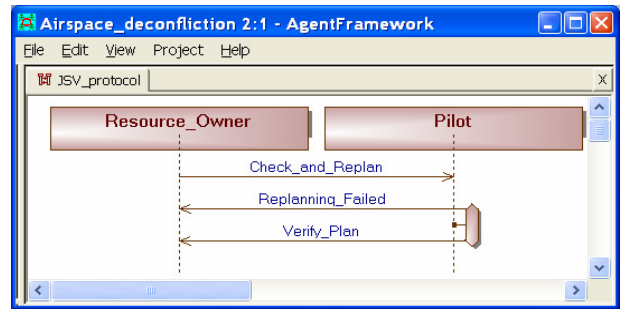 Airspace_deconfliction 2:1 - AgentFramework
File Edit View Project Help
JSV_protocol X
Resource_Owner Pilot
Check_and_Replan
Replanning_Failed
Verify_Plan